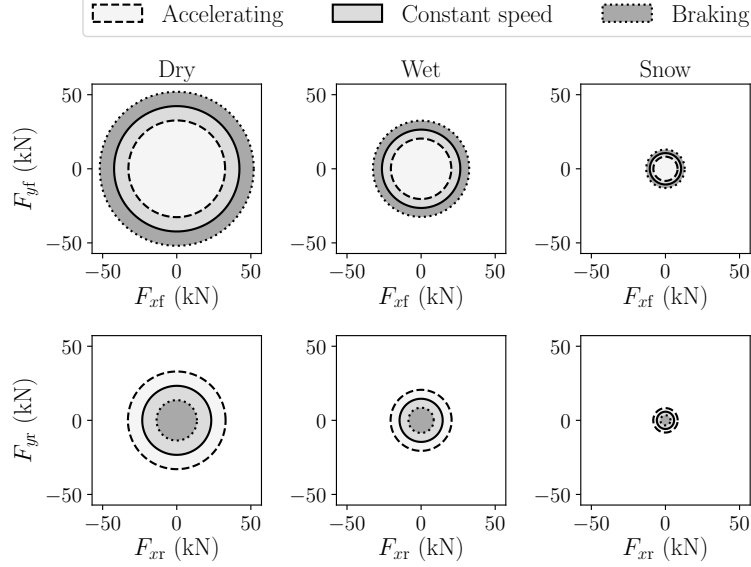 Accelerating Constant speed Braking
Dry Wet Snow
50 50 50
0 0 0
−50 −50 −50
F_yf (kN)
−50 0 50 −50 0 50 −50 0 50
F_xf (kN) F_xf (kN) F_xf (kN)
50 50 50
0 0 0
−50 −50 −50
F_yr (kN)
−50 0 50 −50 0 50 −50 0 50
F_xr (kN) F_xr (kN) F_xr (kN)